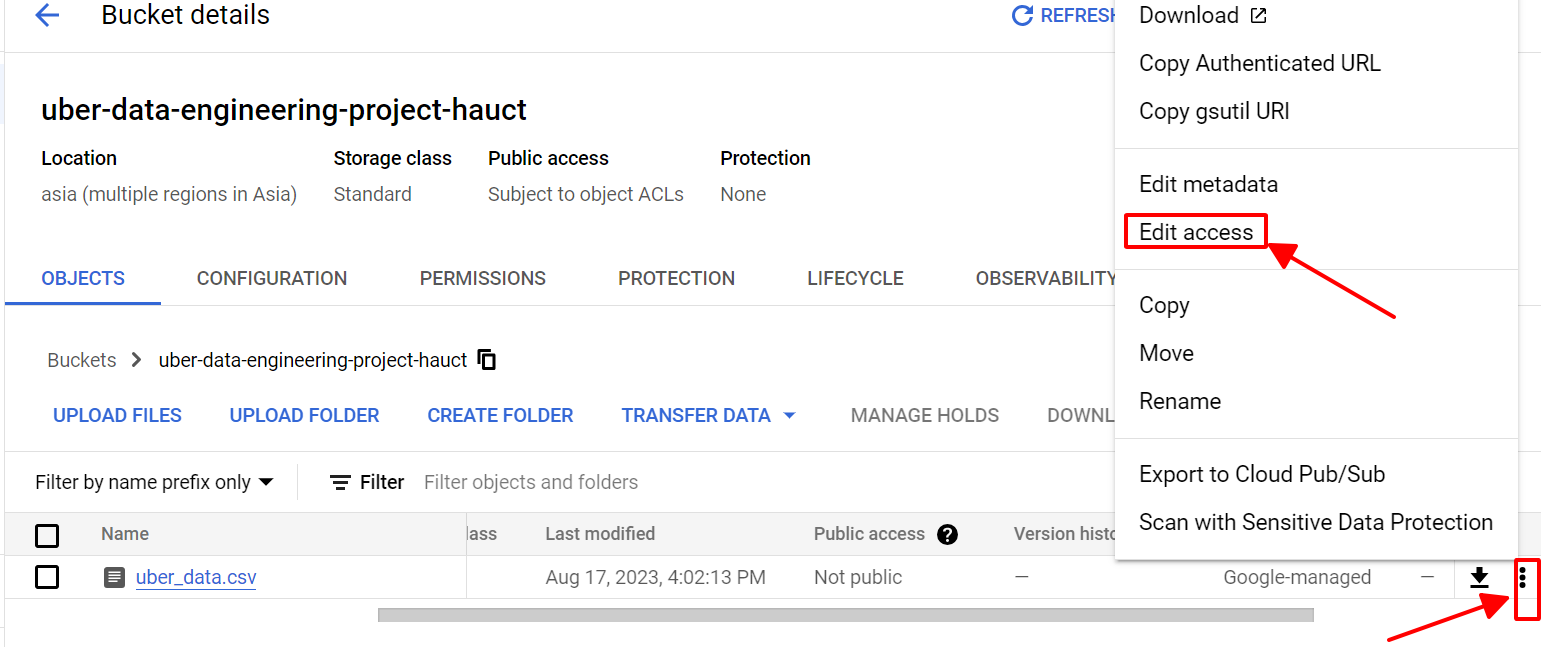 Bucket details
REFRESH
uber-data-engineering-project-hauct
Location Storage class Public access Protection
asia (multiple regions in Asia) Standard Subject to object ACLs None
OBJECTS CONFIGURATION PERMISSIONS PROTECTION LIFECYCLE OBSERVABILITY
Buckets > uber-data-engineering-project-hauct
UPLOAD FILES UPLOAD FOLDER CREATE FOLDER TRANSFER DATA MANAGE HOLDS DOWNL
Filter by name prefix only Filter Filter objects and folders
Name lass Last modified Public access ? Version histo
uber_data.csv Aug 17, 2023, 4:02:13 PM Not public — Google-managed —
Download
Copy Authenticated URL
Copy gsutil URI
Edit metadata
Edit access
Copy
Move
Rename
Export to Cloud Pub/Sub
Scan with Sensitive Data Protection